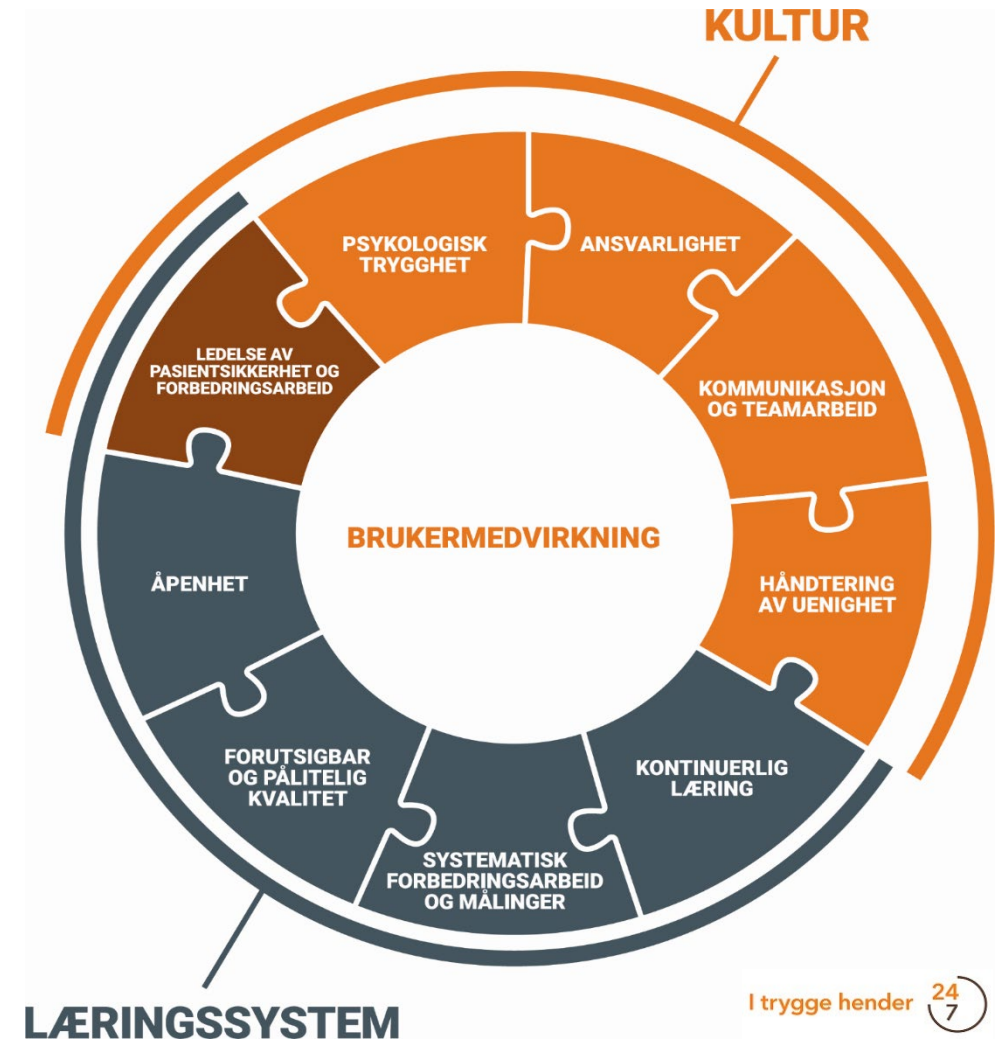 KULTUR
PSYKOLOGISK
TRYGGHET
ANSVARLIGHET
LEDELSE AV
PASIENTSIKKERHET OG
FORBEDRINGSARBEID
KOMMUNIKASJON
OG TEAMARBEID
BRUKERMEDVIRKNING
ÅPENHET
HÅNDTERING
AV UENIGHET
FORUTSIGBAR
OG PÅLITELIG
KVALITET
KONTINUERLIG
LÆRING
SYSTEMATISK
FORBEDRINGSARBEID
OG MÅLINGER
LÆRINGSSYSTEM
I trygge hender
24
7